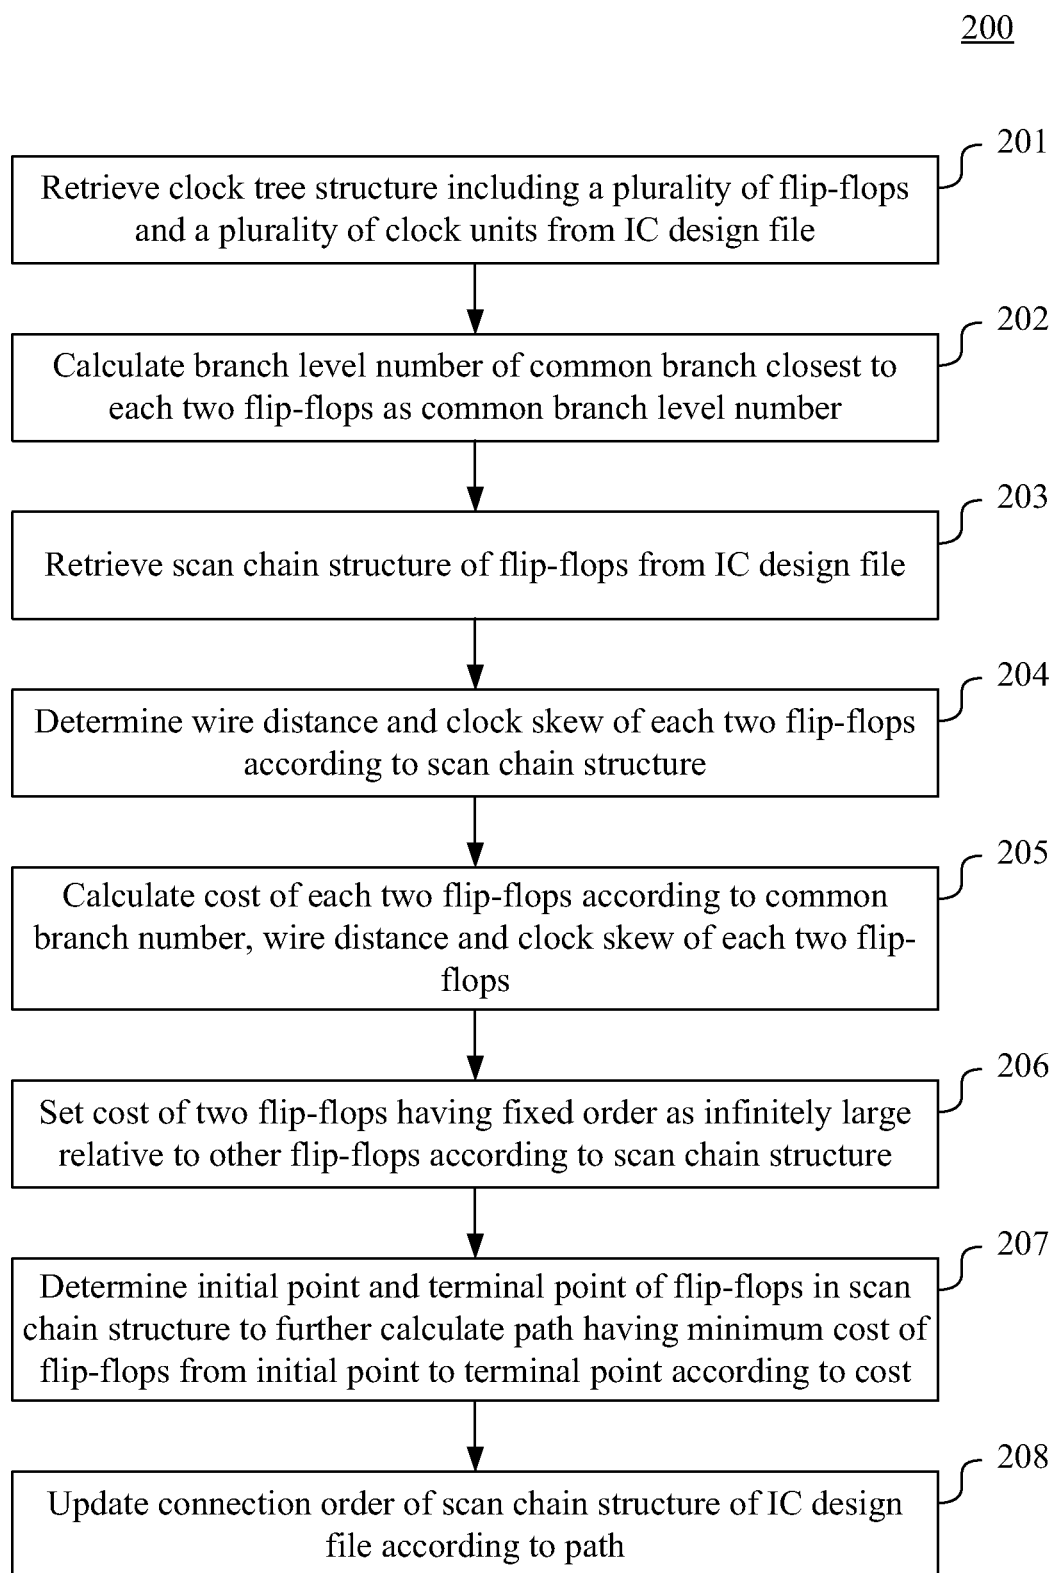 200
201
Retrieve clock tree structure including a plurality of flip-flops
and a plurality of clock units from IC design file
202
Calculate branch level number of common branch closest to
each two flip-flops as common branch level number
203
Retrieve scan chain structure of flip-flops from IC design file
204
Determine wire distance and clock skew of each two flip-flops
according to scan chain structure
205
Calculate cost of each two flip-flops according to common
branch number, wire distance and clock skew of each two flip-
flops
206
Set cost of two flip-flops having fixed order as infinitely large
relative to other flip-flops according to scan chain structure
207
Determine initial point and terminal point of flip-flops in scan
chain structure to further calculate path having minimum cost of
flip-flops from initial point to terminal point according to cost
208
Update connection order of scan chain structure of IC design
file according to path